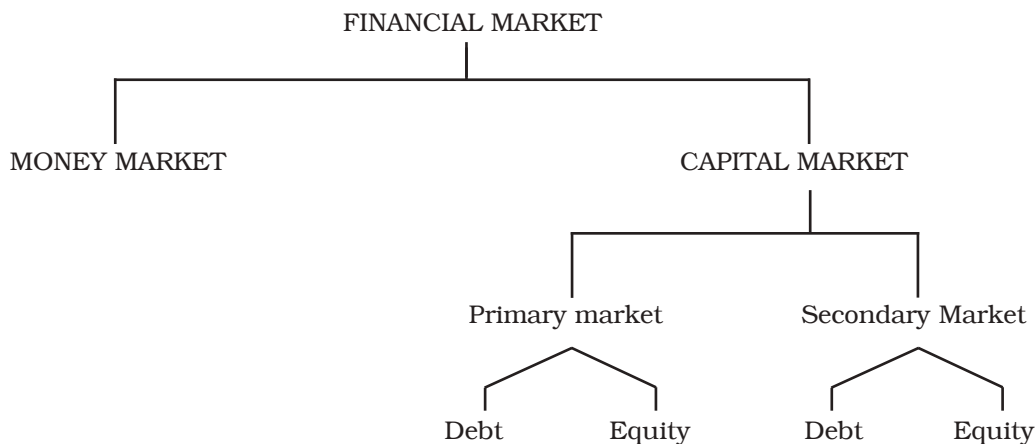 FINANCIAL MARKET
MONEY MARKET
CAPITAL MARKET
Primary market
Secondary Market
Debt
Equity
Debt
Equity